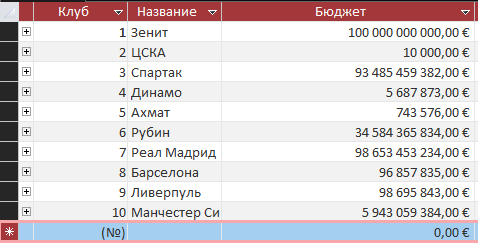 Клуб Название Бюджет
1 Зенит 100 000 000 000,00 €
2 ЦСКА 10 000,00 €
3 Спартак 93 485 459 382,00 €
4 Динамо 5 687 873,00 €
5 Ахмат 743 576,00 €
6 Рубин 34 584 365 834,00 €
7 Реал Мадрид 98 653 453 234,00 €
8 Барселона 96 857 835,00 €
9 Ливерпуль 98 695 843,00 €
10 Манчестер Си 5 943 059 384,00 €
(№) 0,00 €